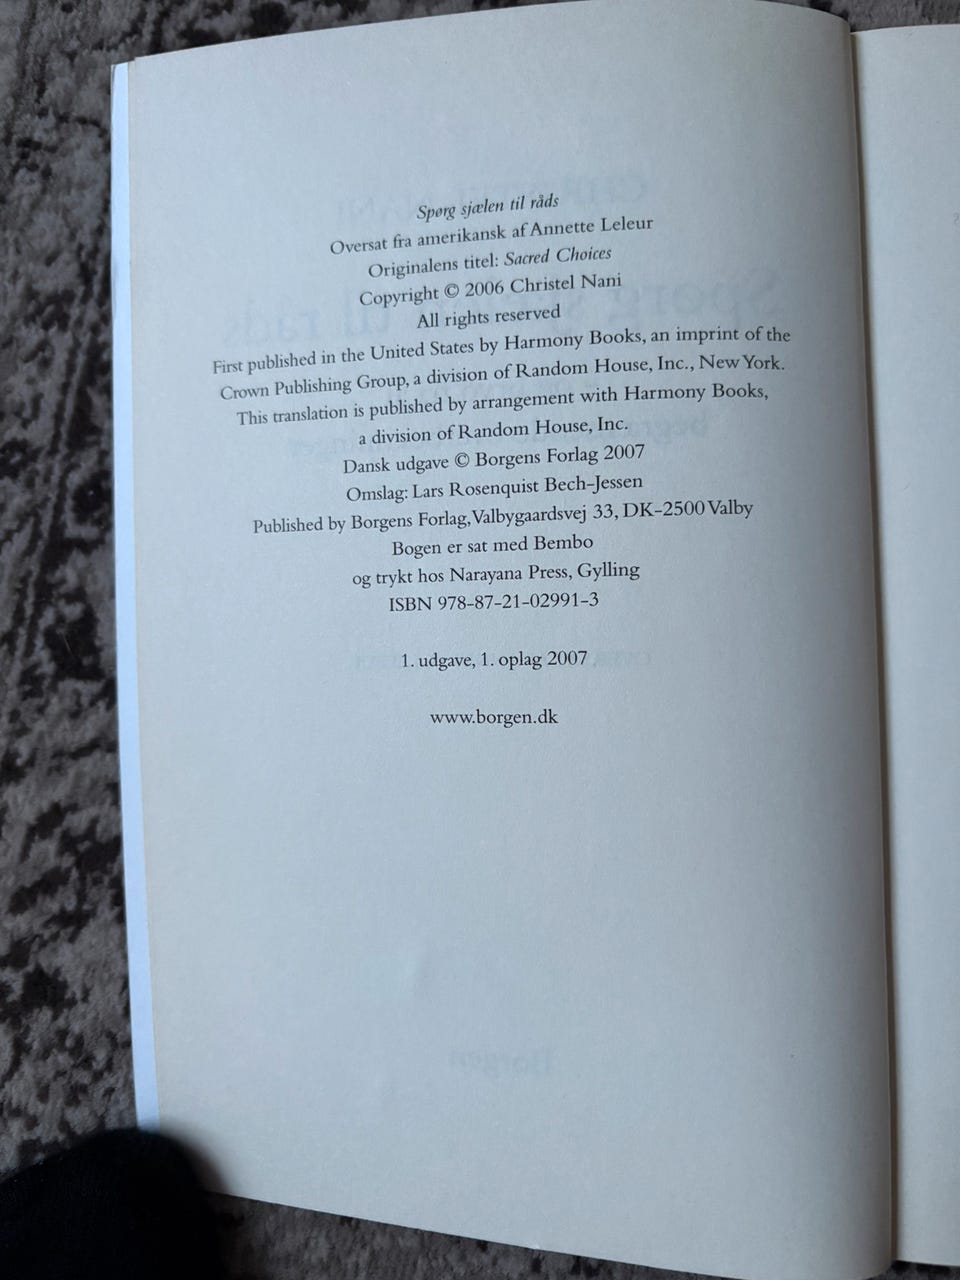 Spørg sjælen til råds
Oversat fra amerikansk af Annette Leleur
Originalens titel: Sacred Choices
Copyright © 2006 Christel Nani
All rights reserved
First published in the United States by Harmony Books, an imprint of the
Crown Publishing Group, a division of Random House, Inc., New York.
This translation is published by arrangement with Harmony Books,
a division of Random House, Inc.
Dansk udgave © Borgens Forlag 2007
Omslag: Lars Rosenquist Bech-Jessen
Published by Borgens Forlag, Valbygaardsvej 33, DK-2500 Valby
Bogen er sat med Bembo
og trykt hos Narayana Press, Gylling
ISBN 978-87-21-02991-3
1. udgave, 1. oplag 2007
www.borgen.dk